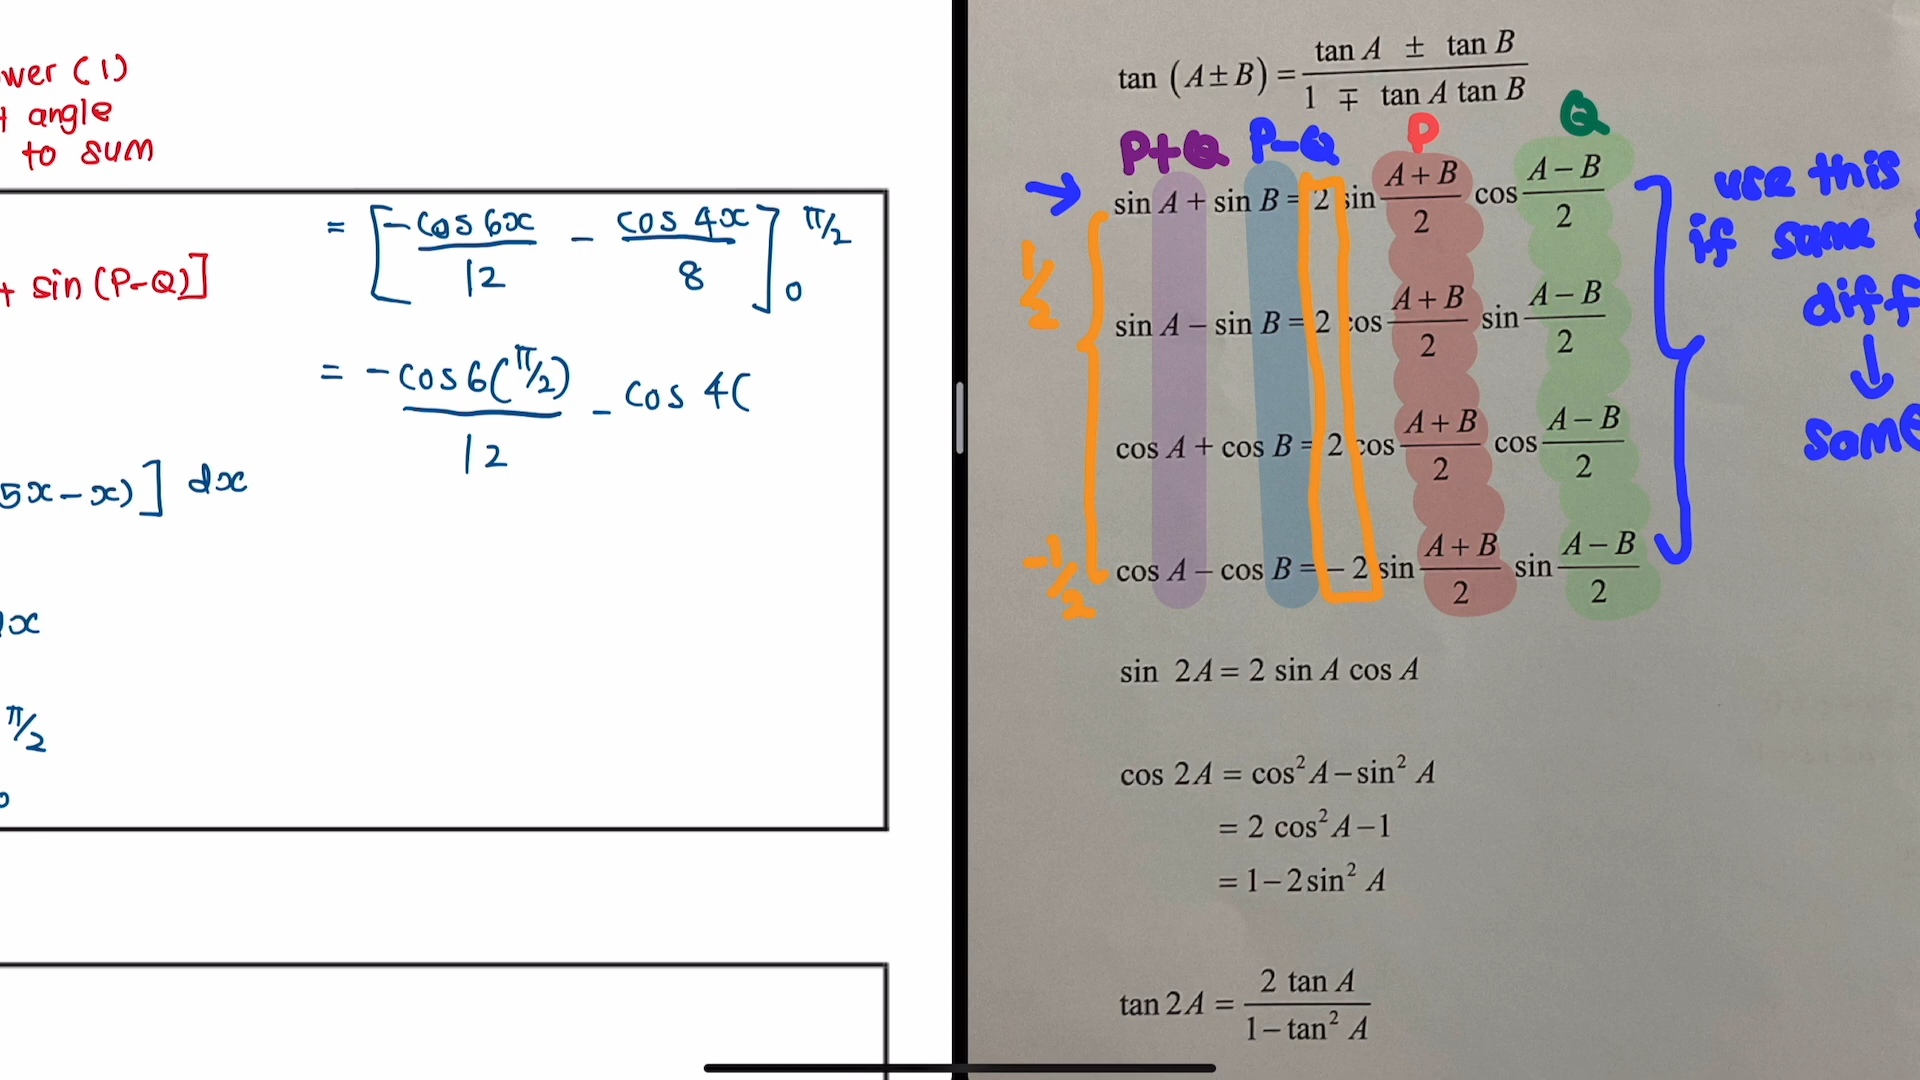 wer (1)
angle
to sum
+ sin (P-Q)]
5x-x)] dx
π/2
0
= [-cos 6x/12 - cos 4x/8] π/2 0
= -cos 6(π/2)/12 - cos 4(
tan (A±B) = tan A ± tan B / 1 ∓ tan A tan B
P+Q P-Q P Q
sin A + sin B = 2 sin A+B/2 cos A-B/2
sin A - sin B = 2 cos A+B/2 sin A-B/2
cos A + cos B = 2 cos A+B/2 cos A-B/2
cos A - cos B = -2 sin A+B/2 sin A-B/2
1/2
-1/2
use this
if same
diff
↓
same
sin 2A = 2 sin A cos A
cos 2A = cos² A - sin² A
= 2 cos² A - 1
= 1 - 2 sin² A
tan 2A = 2 tan A / 1 - tan² A